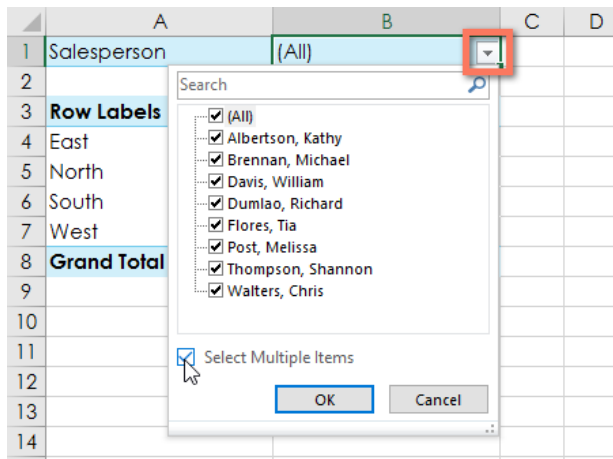 A B C D
1 Salesperson (All)
2 Search
3 Row Labels (All)
4 East Albertson, Kathy
Brennan, Michael
5 North Davis, William
6 South Dumlao, Richard
7 West Flores, Tia
Post, Melissa
8 Grand Total Thompson, Shannon
9 Walters, Chris
10
11 Select Multiple Items
12
OK Cancel
13
14